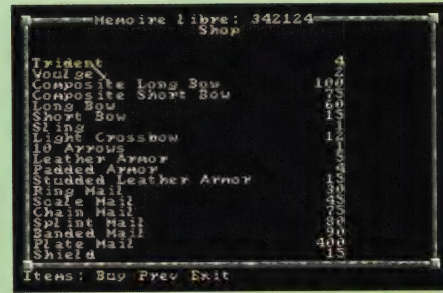 Memoire libre: 342124
Shop
Trident 4
Voulge 2
Composite Long Bow 100
Composite Short Bow 75
Long Bow 60
Short Bow 15
Sling 1
Light Crossbow 12
10 Arrows 1
Leather Armor 5
Padded Armor 4
Studded Leather Armor 15
Ring Mail 30
Scale Mail 45
Chain Mail 75
Splint Mail 80
Banded Mail 90
Plate Mail 400
Shield 15
Items: Buy Prev Exit